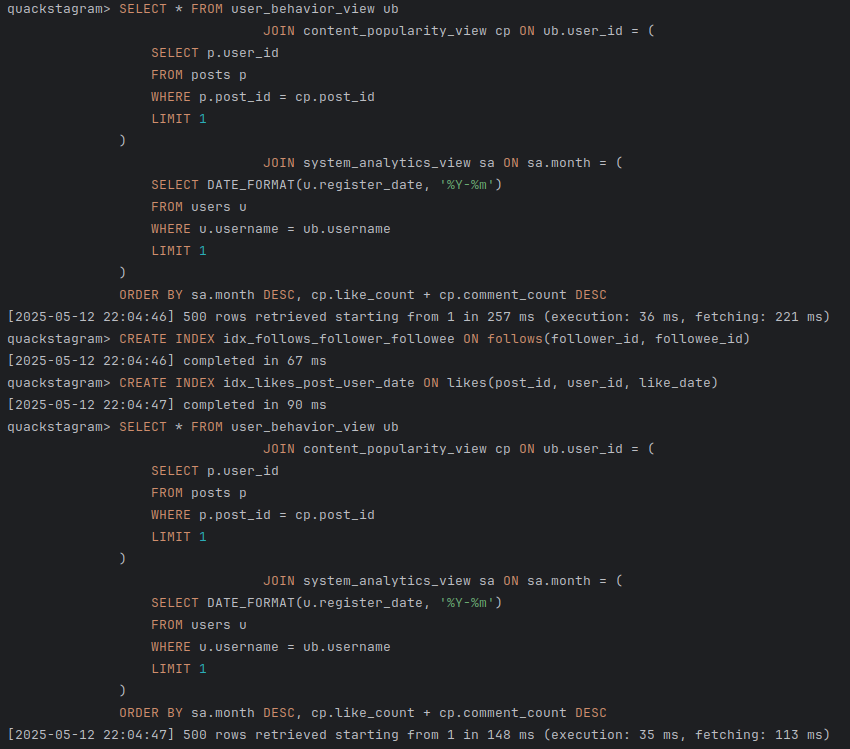 quackstagram> SELECT * FROM user_behavior_view ub
JOIN content_popularity_view cp ON ub.user_id = (
SELECT p.user_id
FROM posts p
WHERE p.post_id = cp.post_id
LIMIT 1
)
JOIN system_analytics_view sa ON sa.month = (
SELECT DATE_FORMAT(u.register_date, '%Y-%m')
FROM users u
WHERE u.username = ub.username
LIMIT 1
)
ORDER BY sa.month DESC, cp.like_count + cp.comment_count DESC
[2025-05-12 22:04:46] 500 rows retrieved starting from 1 in 257 ms (execution: 36 ms, fetching: 221 ms)
quackstagram> CREATE INDEX idx_follows_follower_followee ON follows(follower_id, followee_id)
[2025-05-12 22:04:46] completed in 67 ms
quackstagram> CREATE INDEX idx_likes_post_user_date ON likes(post_id, user_id, like_date)
[2025-05-12 22:04:47] completed in 90 ms
quackstagram> SELECT * FROM user_behavior_view ub
JOIN content_popularity_view cp ON ub.user_id = (
SELECT p.user_id
FROM posts p
WHERE p.post_id = cp.post_id
LIMIT 1
)
JOIN system_analytics_view sa ON sa.month = (
SELECT DATE_FORMAT(u.register_date, '%Y-%m')
FROM users u
WHERE u.username = ub.username
LIMIT 1
)
ORDER BY sa.month DESC, cp.like_count + cp.comment_count DESC
[2025-05-12 22:04:47] 500 rows retrieved starting from 1 in 148 ms (execution: 35 ms, fetching: 113 ms)